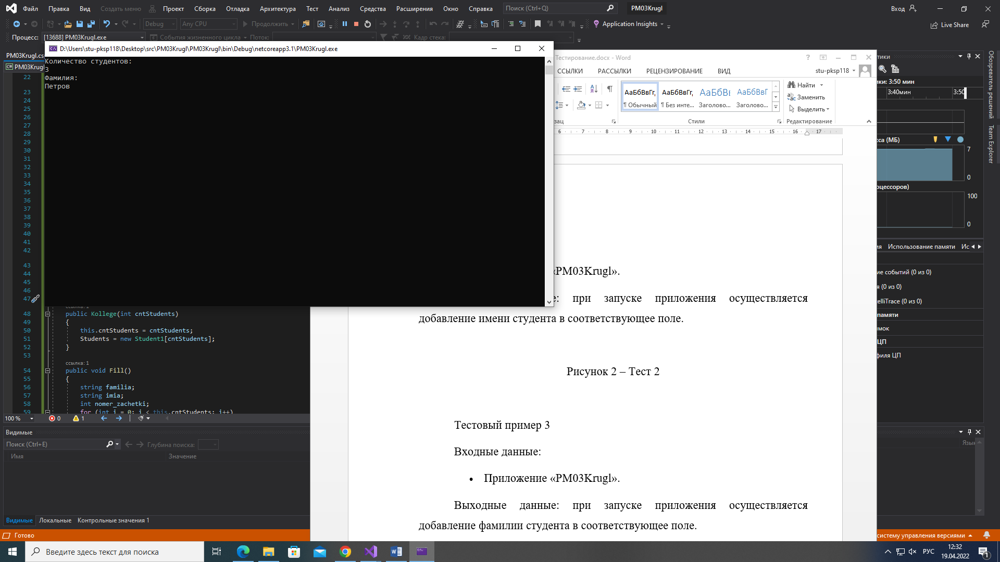 Файл Правка Вид Создать меню Проект Сборка Отладка Архитектура Тест Анализ Средства Расширения Окно Справка Поиск (Ctrl+Q) PM03Krugl Вход
Debug Any CPU Продолжить Application Insights Live Share
Процесс: [13688] PM03Krugl.exe События жизненного цикла Поток: Кадр стека:
D:\Users\stu-pksp118\Desktop\src\PM03Krugl\PM03Krugl\bin\Debug\netcoreapp3.1\PM03Krugl.exe
Количество студентов:
3
Фамилия:
Петров
PM03Krugl.cs
PM03Krugl
22
23
24
25
26
27
28
29
30
31
32
33
34
35
36
37
38
39
40
41
42
43
44
45
46
47
ссылка: 1
48 public Kollege(int cntStudents)
49 {
50 this.cntStudents = cntStudents;
51 Students = new Student1[cntStudents];
52 }
53
ссылка: 1
54 public void Fill()
55 {
56 string familia;
57 string imia;
58 int nomer_zachetki;
59 for (int i = 0; i < this.cntStudents; i++)
100 % 0 1
Видимые
Поиск (Ctrl+E) Глубина поиска:
Имя Значение
Видимые Локальные Контрольные значения 1
Готово
Тестирование.docx - Word
ССЫЛКИ РАССЫЛКИ РЕЦЕНЗИРОВАНИЕ ВИД stu-pksp118
АаБбВвГг, АаБбВвГг, АаБбВв АаБбВвГ
¶ Обычный ¶ Без инте... Заголово... Заголово...
Найти
Заменить
Выделить
зац Стили Редактирование
6 7 8 9 10 11 12 13 14 15 16 17
«PM03Krugl».
е: при запуске приложения осуществляется
добавление имени студента в соответствующее поле.
Рисунок 2 – Тест 2
Тестовый пример 3
Входные данные:
• Приложение «PM03Krugl».
Выходные данные: при запуске приложения осуществляется
добавление фамилии студента в соответствующее поле.
тики
ки: 3:50 мин
3:40мин 3:50
сса (МБ)
7
0
оцессоров)
100
0
ия Использование памяти Ис
ие событий (0 из 0)
я (0 из 0)
elliTrace (0 из 0)
памяти
имок
ЦП
филя ЦП
Язык
систему управления версиями
Обозреватель решений
Team Explorer
Введите здесь текст для поиска
РУС 12:32
19.04.2022
1